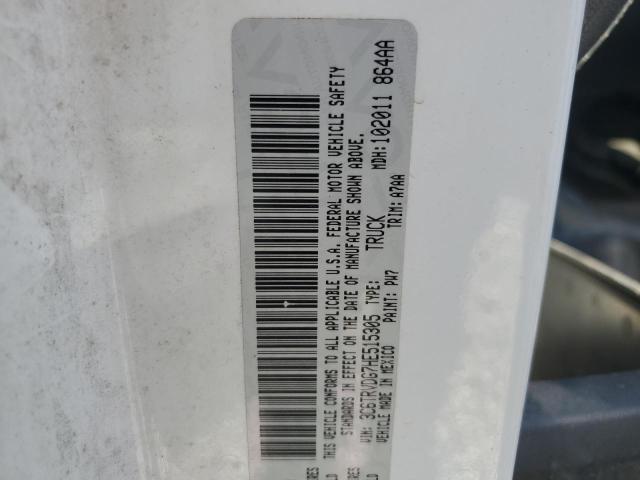 THIS VEHICLE CONFORMS TO ALL APPLICABLE U.S.A. FEDERAL MOTOR VEHICLE SAFETY
STANDARDS IN EFFECT ON THE DATE OF MANUFACTURE SHOWN ABOVE.
VIN: 3C6TRVDG7HE515305 TYPE: TRUCK MDH:102011 864AA
VEHICLE MADE IN MEXICO PAINT: PW7 TRIM: A7AA